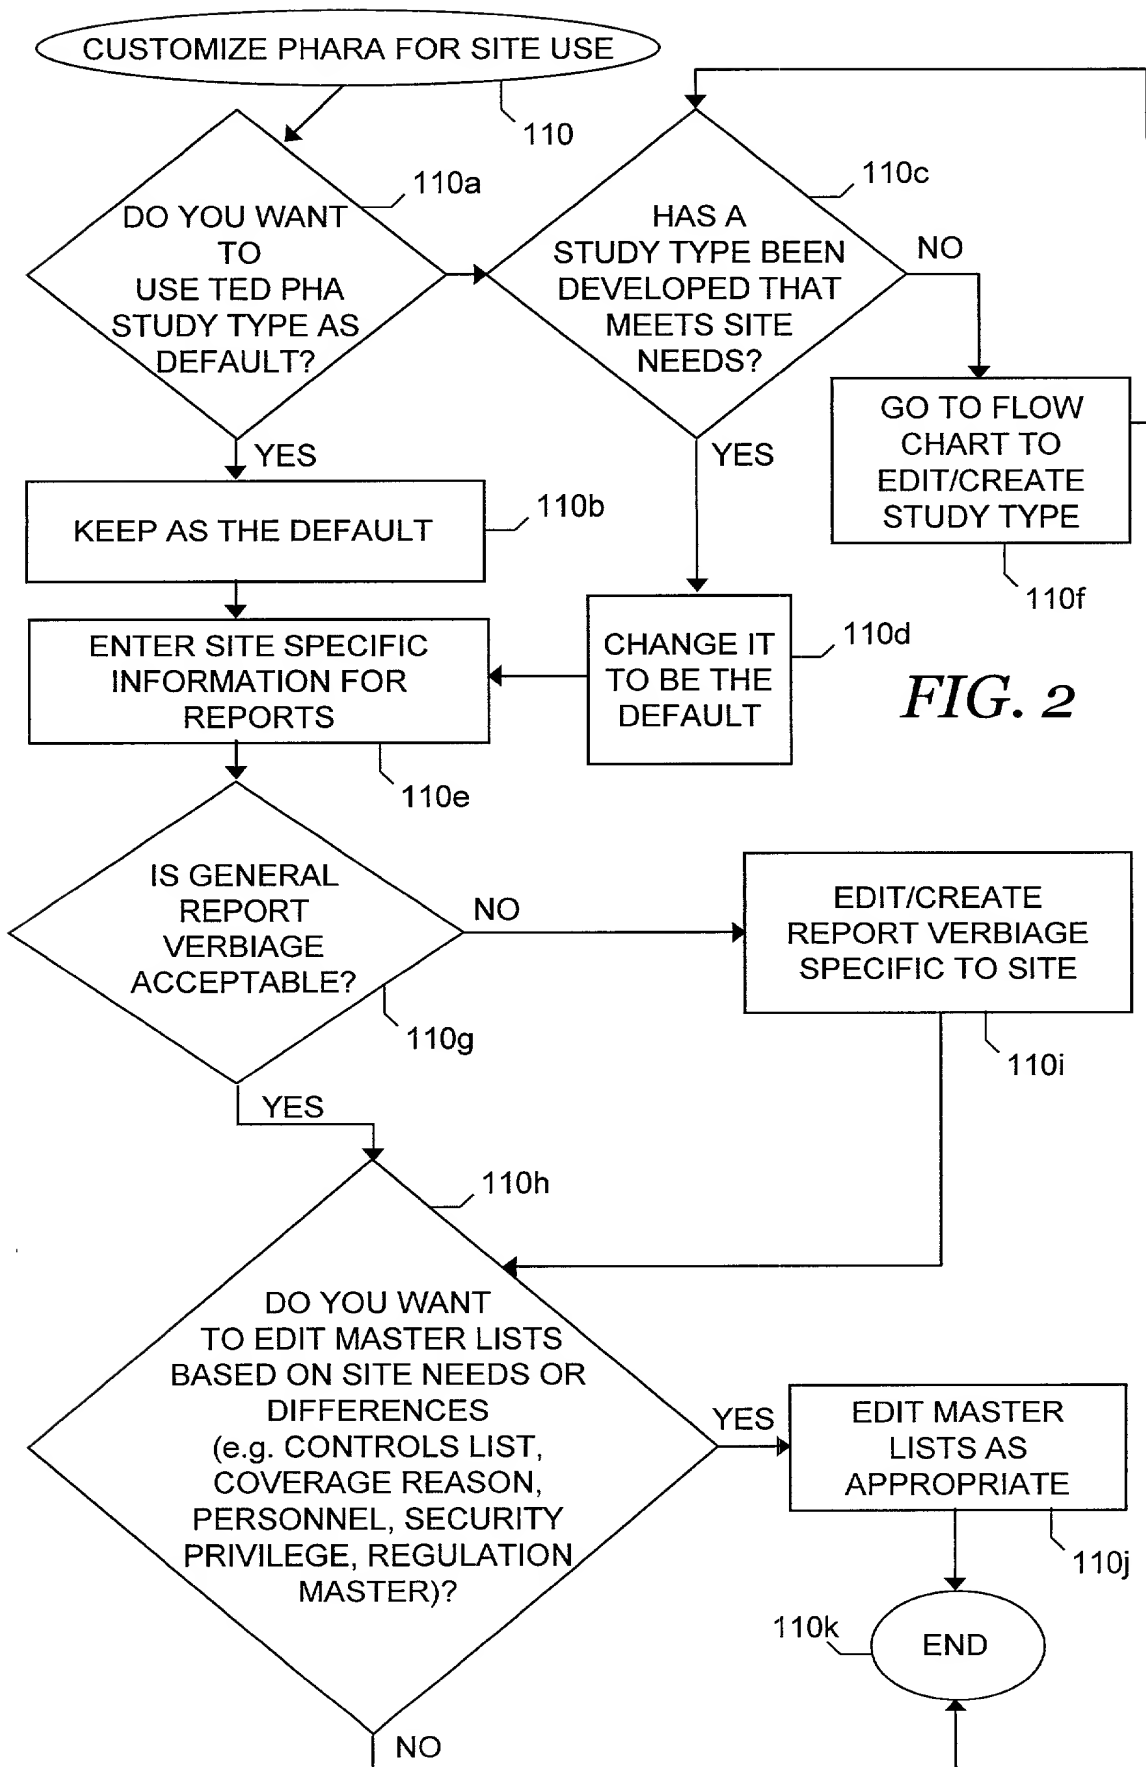 CUSTOMIZE PHARA FOR SITE USE
110
110a
DO YOU WANT
TO
USE TED PHA
STUDY TYPE AS
DEFAULT?
YES
110c
HAS A
STUDY TYPE BEEN
DEVELOPED THAT
MEETS SITE
NEEDS?
NO
YES
GO TO FLOW
CHART TO
EDIT/CREATE
STUDY TYPE
110f
KEEP AS THE DEFAULT
110b
ENTER SITE SPECIFIC
INFORMATION FOR
REPORTS
110e
CHANGE IT
TO BE THE
DEFAULT
110d
FIG. 2
IS GENERAL
REPORT
VERBIAGE
ACCEPTABLE?
110g
NO
YES
EDIT/CREATE
REPORT VERBIAGE
SPECIFIC TO SITE
110i
110h
DO YOU WANT
TO EDIT MASTER LISTS
BASED ON SITE NEEDS OR
DIFFERENCES
(e.g. CONTROLS LIST,
COVERAGE REASON,
PERSONNEL, SECURITY
PRIVILEGE, REGULATION
MASTER)?
YES
NO
EDIT MASTER
LISTS AS
APPROPRIATE
110j
110k
END